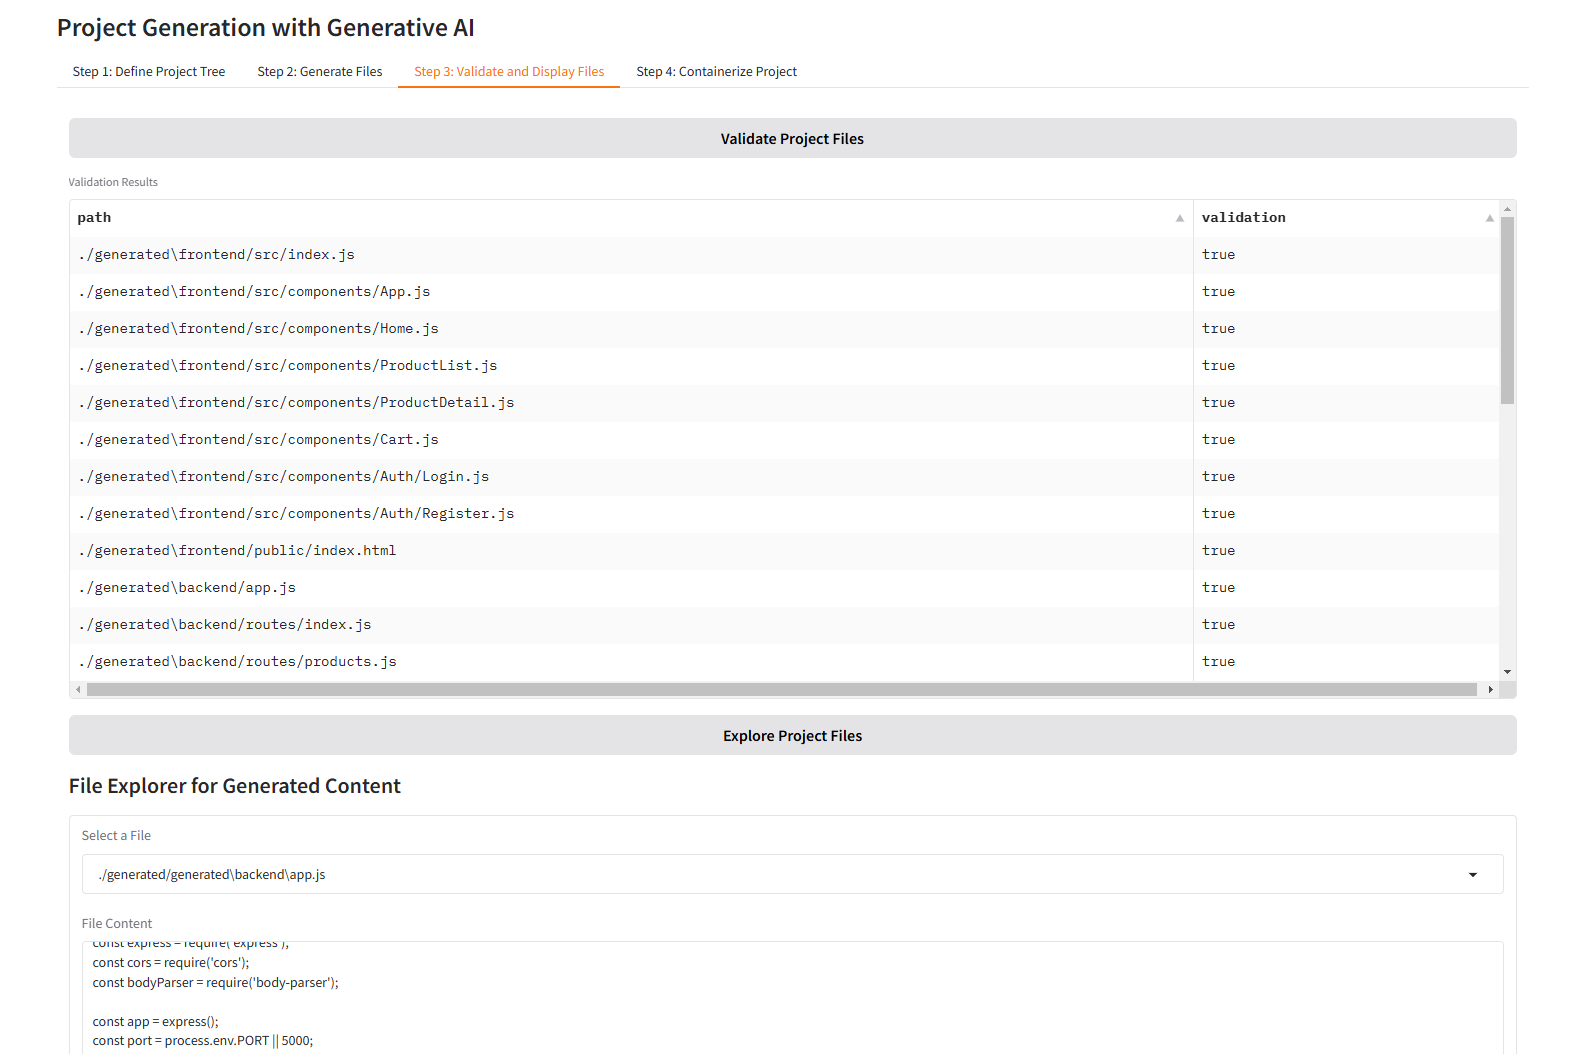 Project Generation with Generative AI
Step 1: Define Project Tree Step 2: Generate Files Step 3: Validate and Display Files Step 4: Containerize Project
Validate Project Files
Validation Results
path validation
./generated\frontend/src/index.js true
./generated\frontend/src/components/App.js true
./generated\frontend/src/components/Home.js true
./generated\frontend/src/components/ProductList.js true
./generated\frontend/src/components/ProductDetail.js true
./generated\frontend/src/components/Cart.js true
./generated\frontend/src/components/Auth/Login.js true
./generated\frontend/src/components/Auth/Register.js true
./generated\frontend/public/index.html true
./generated\backend/app.js true
./generated\backend/routes/index.js true
./generated\backend/routes/products.js true
Explore Project Files
File Explorer for Generated Content
Select a File
./generated/generated\backend\app.js
File Content
const express = require('express');
const cors = require('cors');
const bodyParser = require('body-parser');
const app = express();
const port = process.env.PORT || 5000;